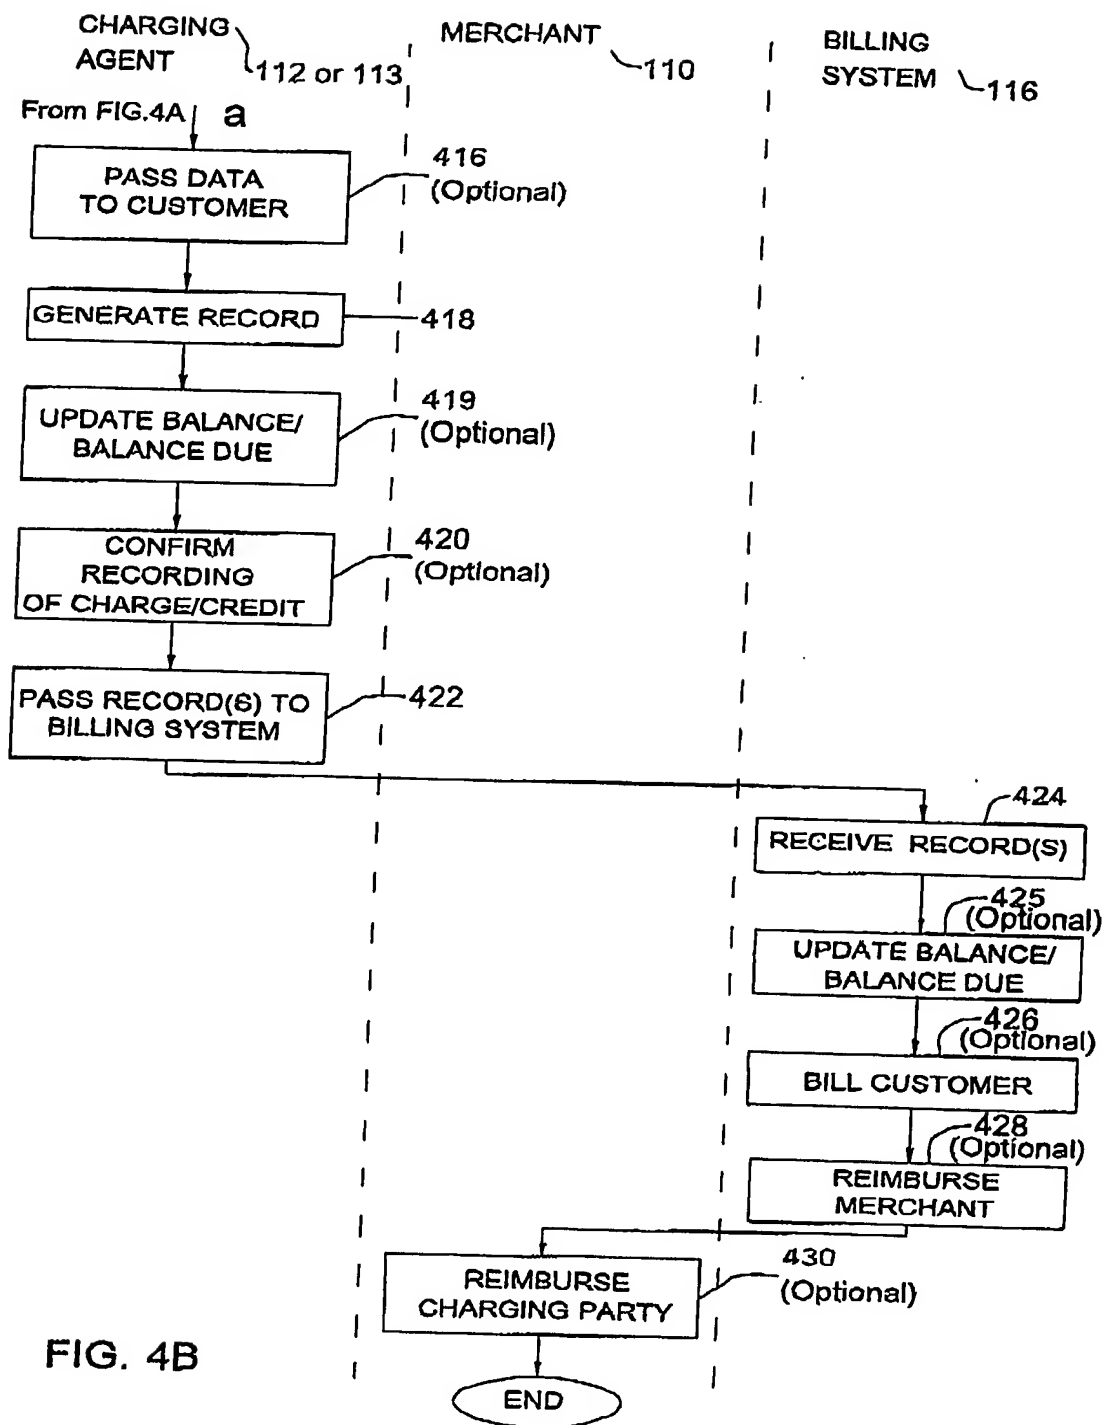 CHARGING
AGENT
112 or 113
MERCHANT
110
BILLING
SYSTEM
116
From FIG.4A
a
PASS DATA
TO CUSTOMER
416
(Optional)
GENERATE RECORD
418
UPDATE BALANCE/
BALANCE DUE
419
(Optional)
CONFIRM
RECORDING
OF CHARGE/CREDIT
420
(Optional)
PASS RECORD(S) TO
BILLING SYSTEM
422
424
RECEIVE RECORD(S)
425
(Optional)
UPDATE BALANCE/
BALANCE DUE
426
(Optional)
BILL CUSTOMER
428
(Optional)
REIMBURSE
MERCHANT
REIMBURSE
CHARGING PARTY
430
(Optional)
END
FIG. 4B